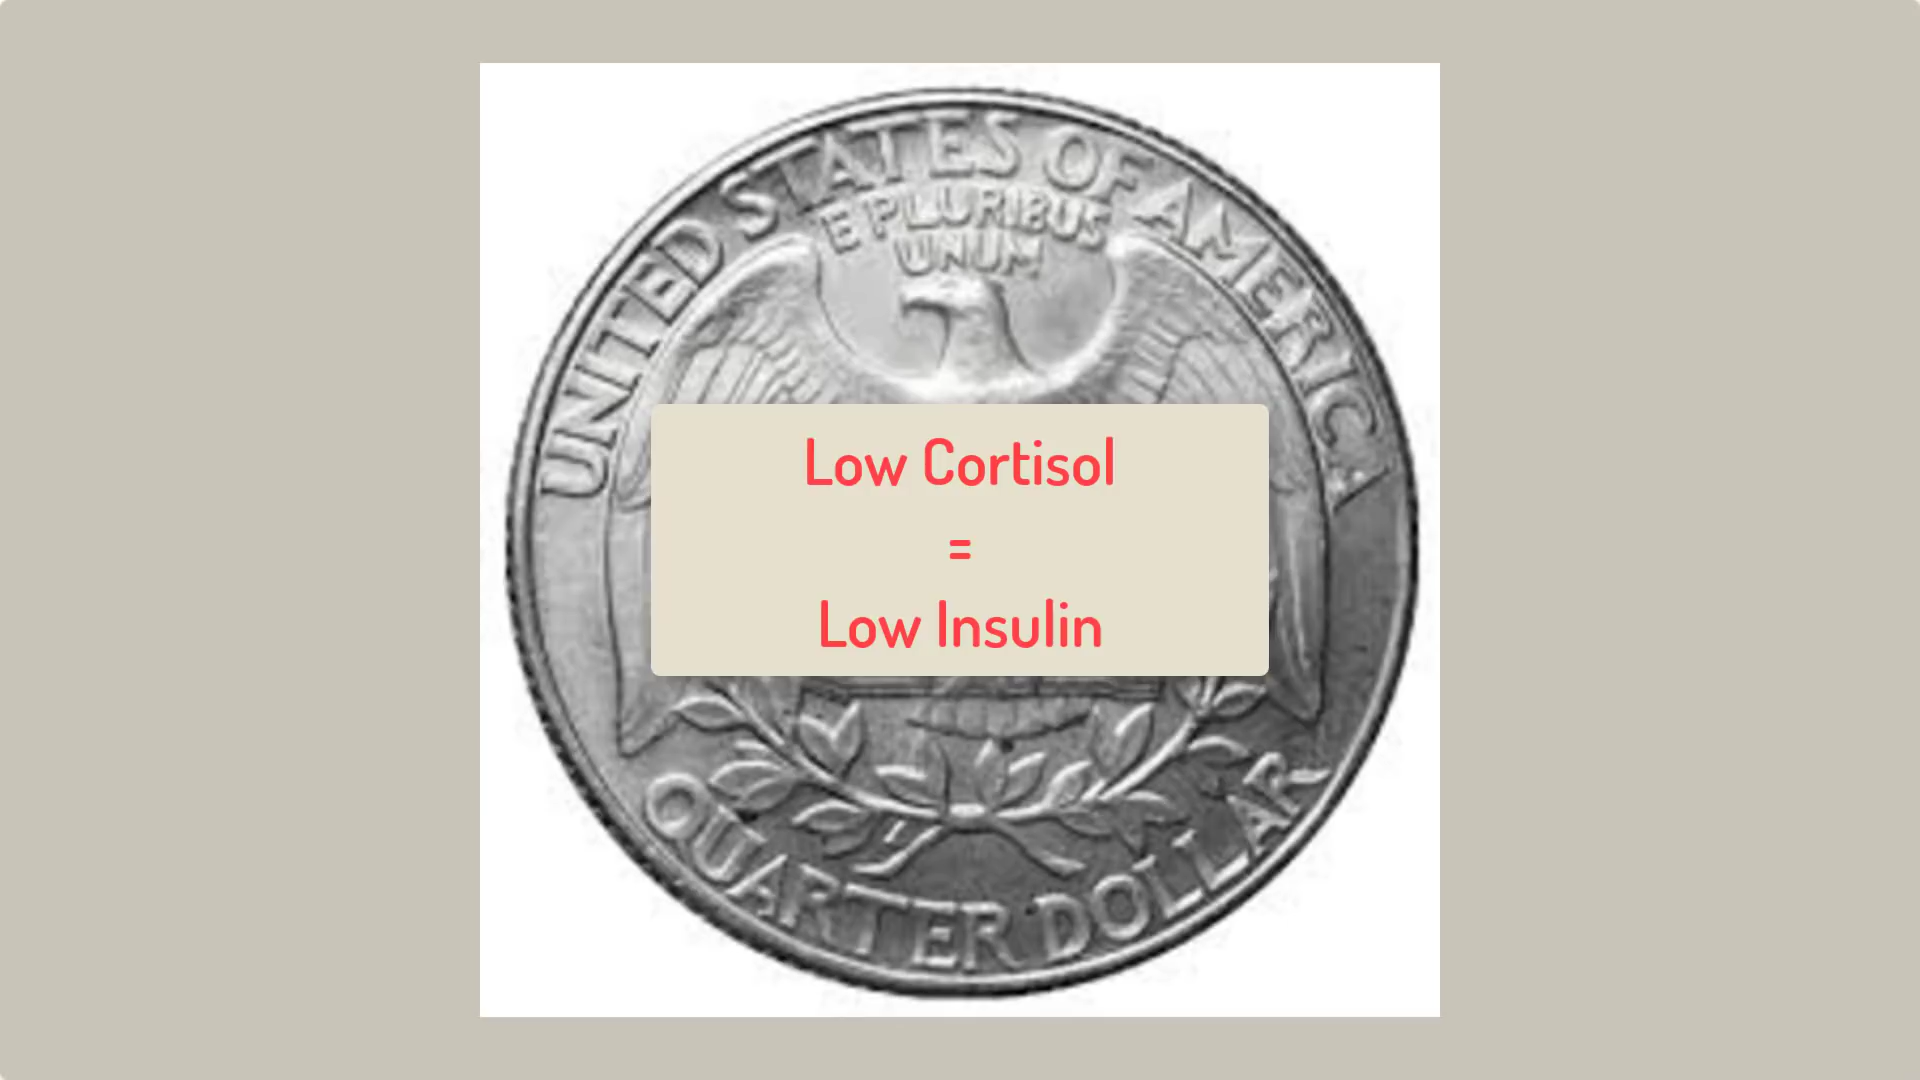 UNITED STATES OF AMERICA
E PLURIBUS
UNUM
Low Cortisol
=
Low Insulin
QUARTER DOLLAR